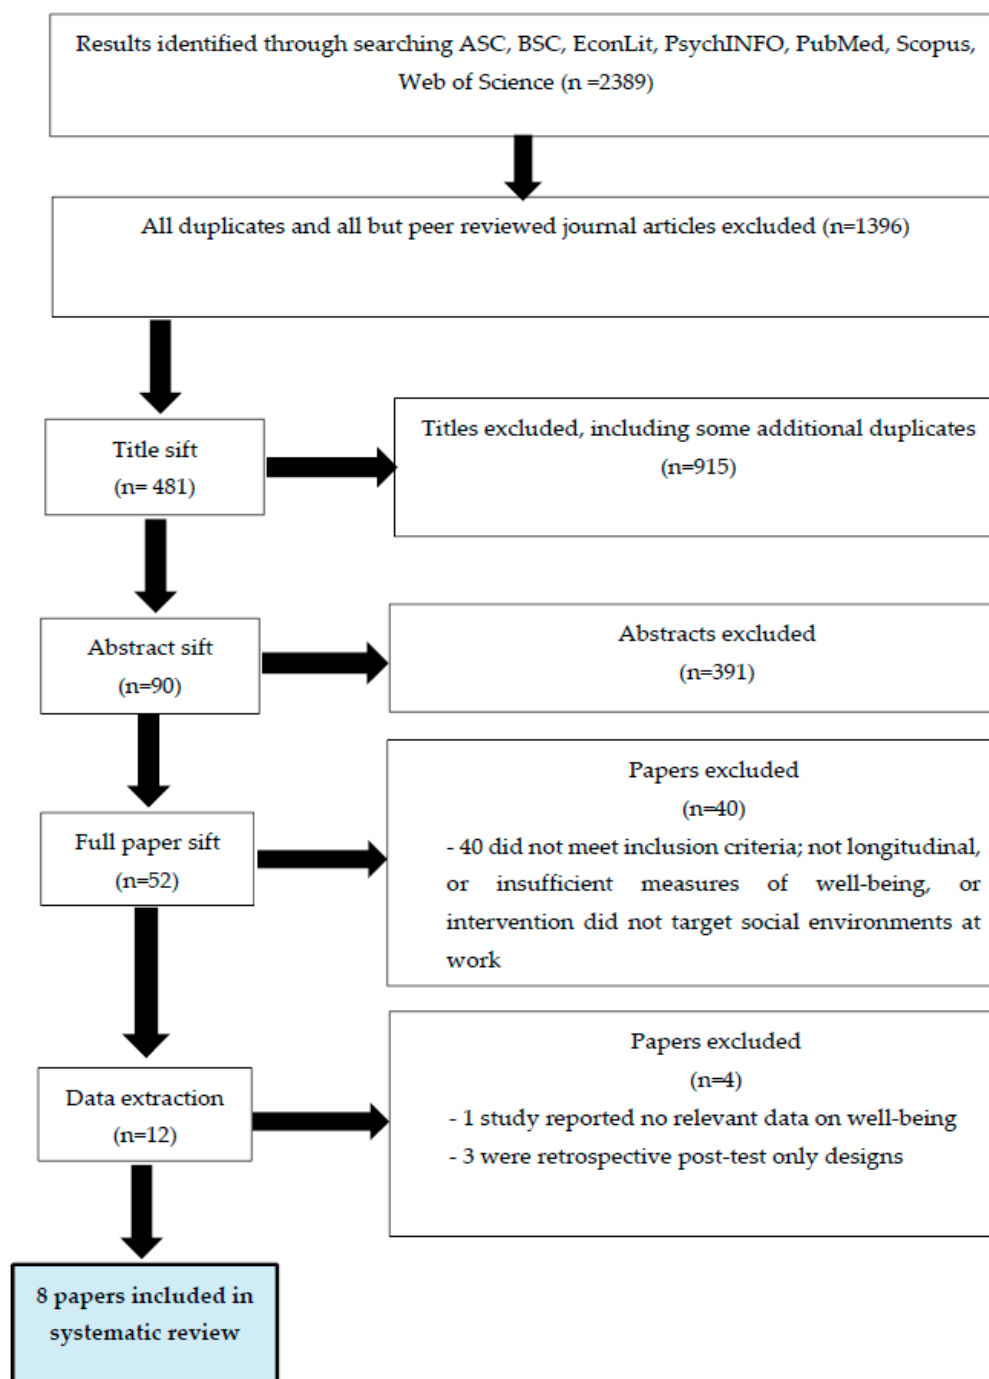 Results identified through searching ASC, BSC, EconLit, PsychINFO, PubMed, Scopus,
Web of Science (n =2389)
All duplicates and all but peer reviewed journal articles excluded (n=1396)
Title sift
(n= 481)
Titles excluded, including some additional duplicates
(n=915)
Abstract sift
(n=90)
Abstracts excluded
(n=391)
Full paper sift
(n=52)
Papers excluded
(n=40)
- 40 did not meet inclusion criteria; not longitudinal,
or insufficient measures of well-being, or
intervention did not target social environments at
work
Data extraction
(n=12)
Papers excluded
(n=4)
- 1 study reported no relevant data on well-being
- 3 were retrospective post-test only designs
8 papers included in
systematic review